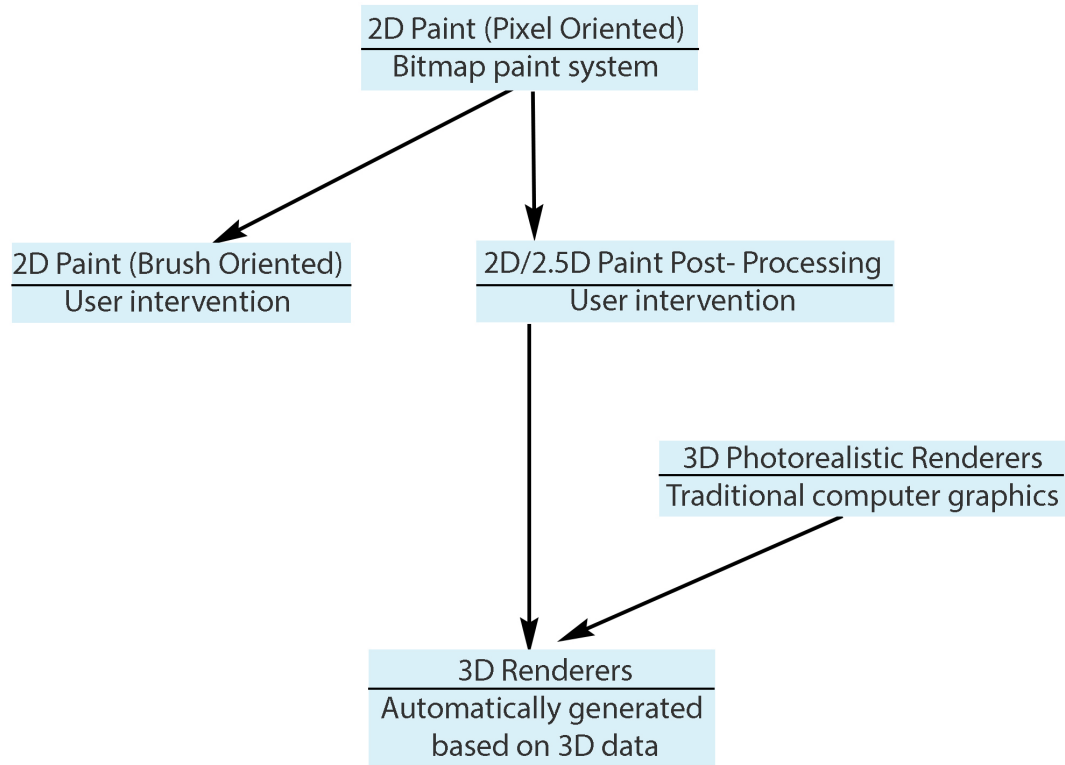 2D Paint (Pixel Oriented)
Bitmap paint system
2D Paint (Brush Oriented)
User intervention
2D/2.5D Paint Post- Processing
User intervention
3D Photorealistic Renderers
Traditional computer graphics
3D Renderers
Automatically generated
based on 3D data